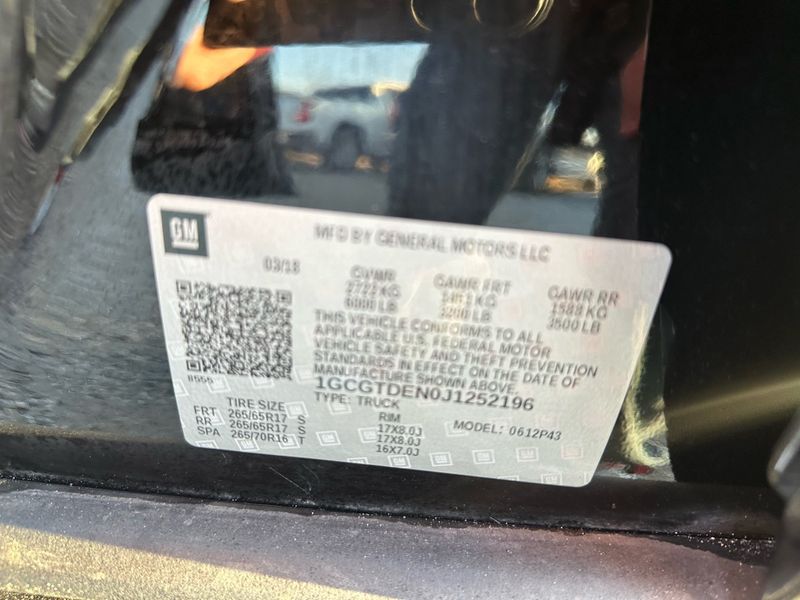 GM
MFD BY GENERAL MOTORS LLC
03/18
GVWR GAWR FRT GAWR RR
2722 KG 1451 KG 1588 KG
6000 LB 3200 LB 3500 LB
THIS VEHICLE CONFORMS TO ALL
APPLICABLE U.S. FEDERAL MOTOR
VEHICLE SAFETY AND THEFT PREVENTION
STANDARDS IN EFFECT ON THE DATE OF
MANUFACTURE SHOWN ABOVE.
1GCGTDEN0J1252196
TYPE: TRUCK
TIRE SIZE RIM MODEL: 0612P43
FRT 265/65R17 S 17X8.0J
RR 265/65R17 S 17X8.0J
SPA 265/70R16 T 16X7.0J